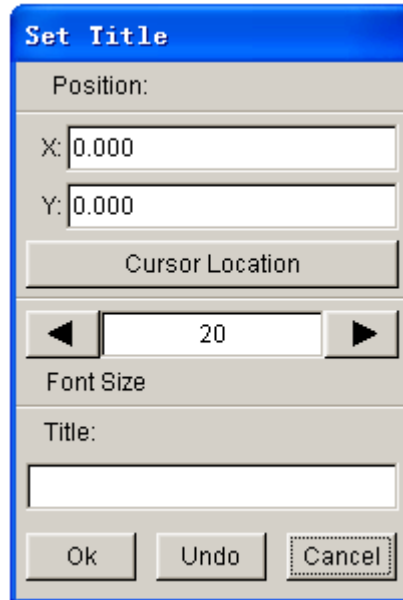 Set Title
Position:
X: 0.000
Y: 0.000
Cursor Location
20
Font Size
Title:
Ok Undo Cancel